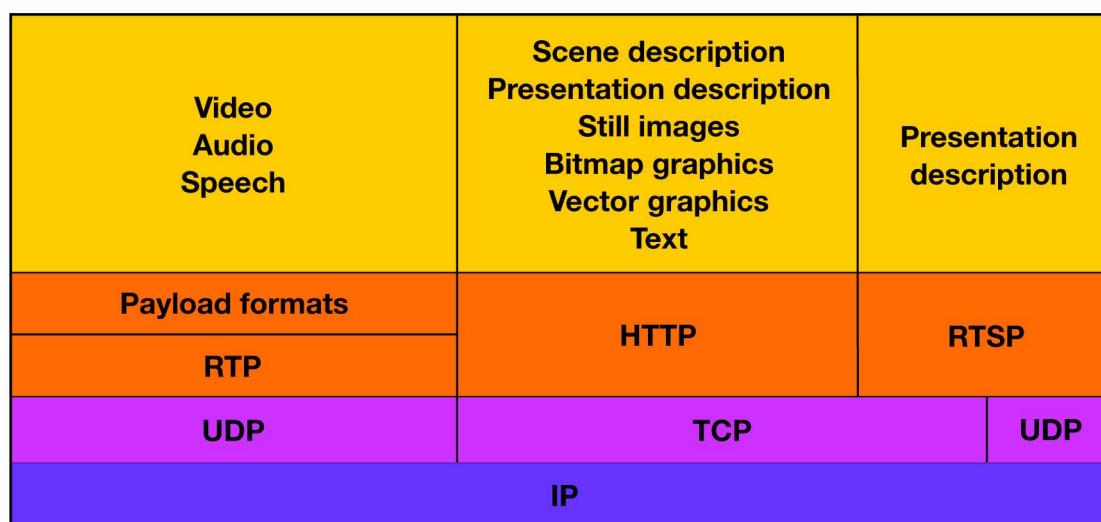 Video
Audio
Speech
Scene description
Presentation description
Still images
Bitmap graphics
Vector graphics
Text
Presentation
description
Payload formats
RTP
HTTP
RTSP
UDP
TCP
UDP
IP